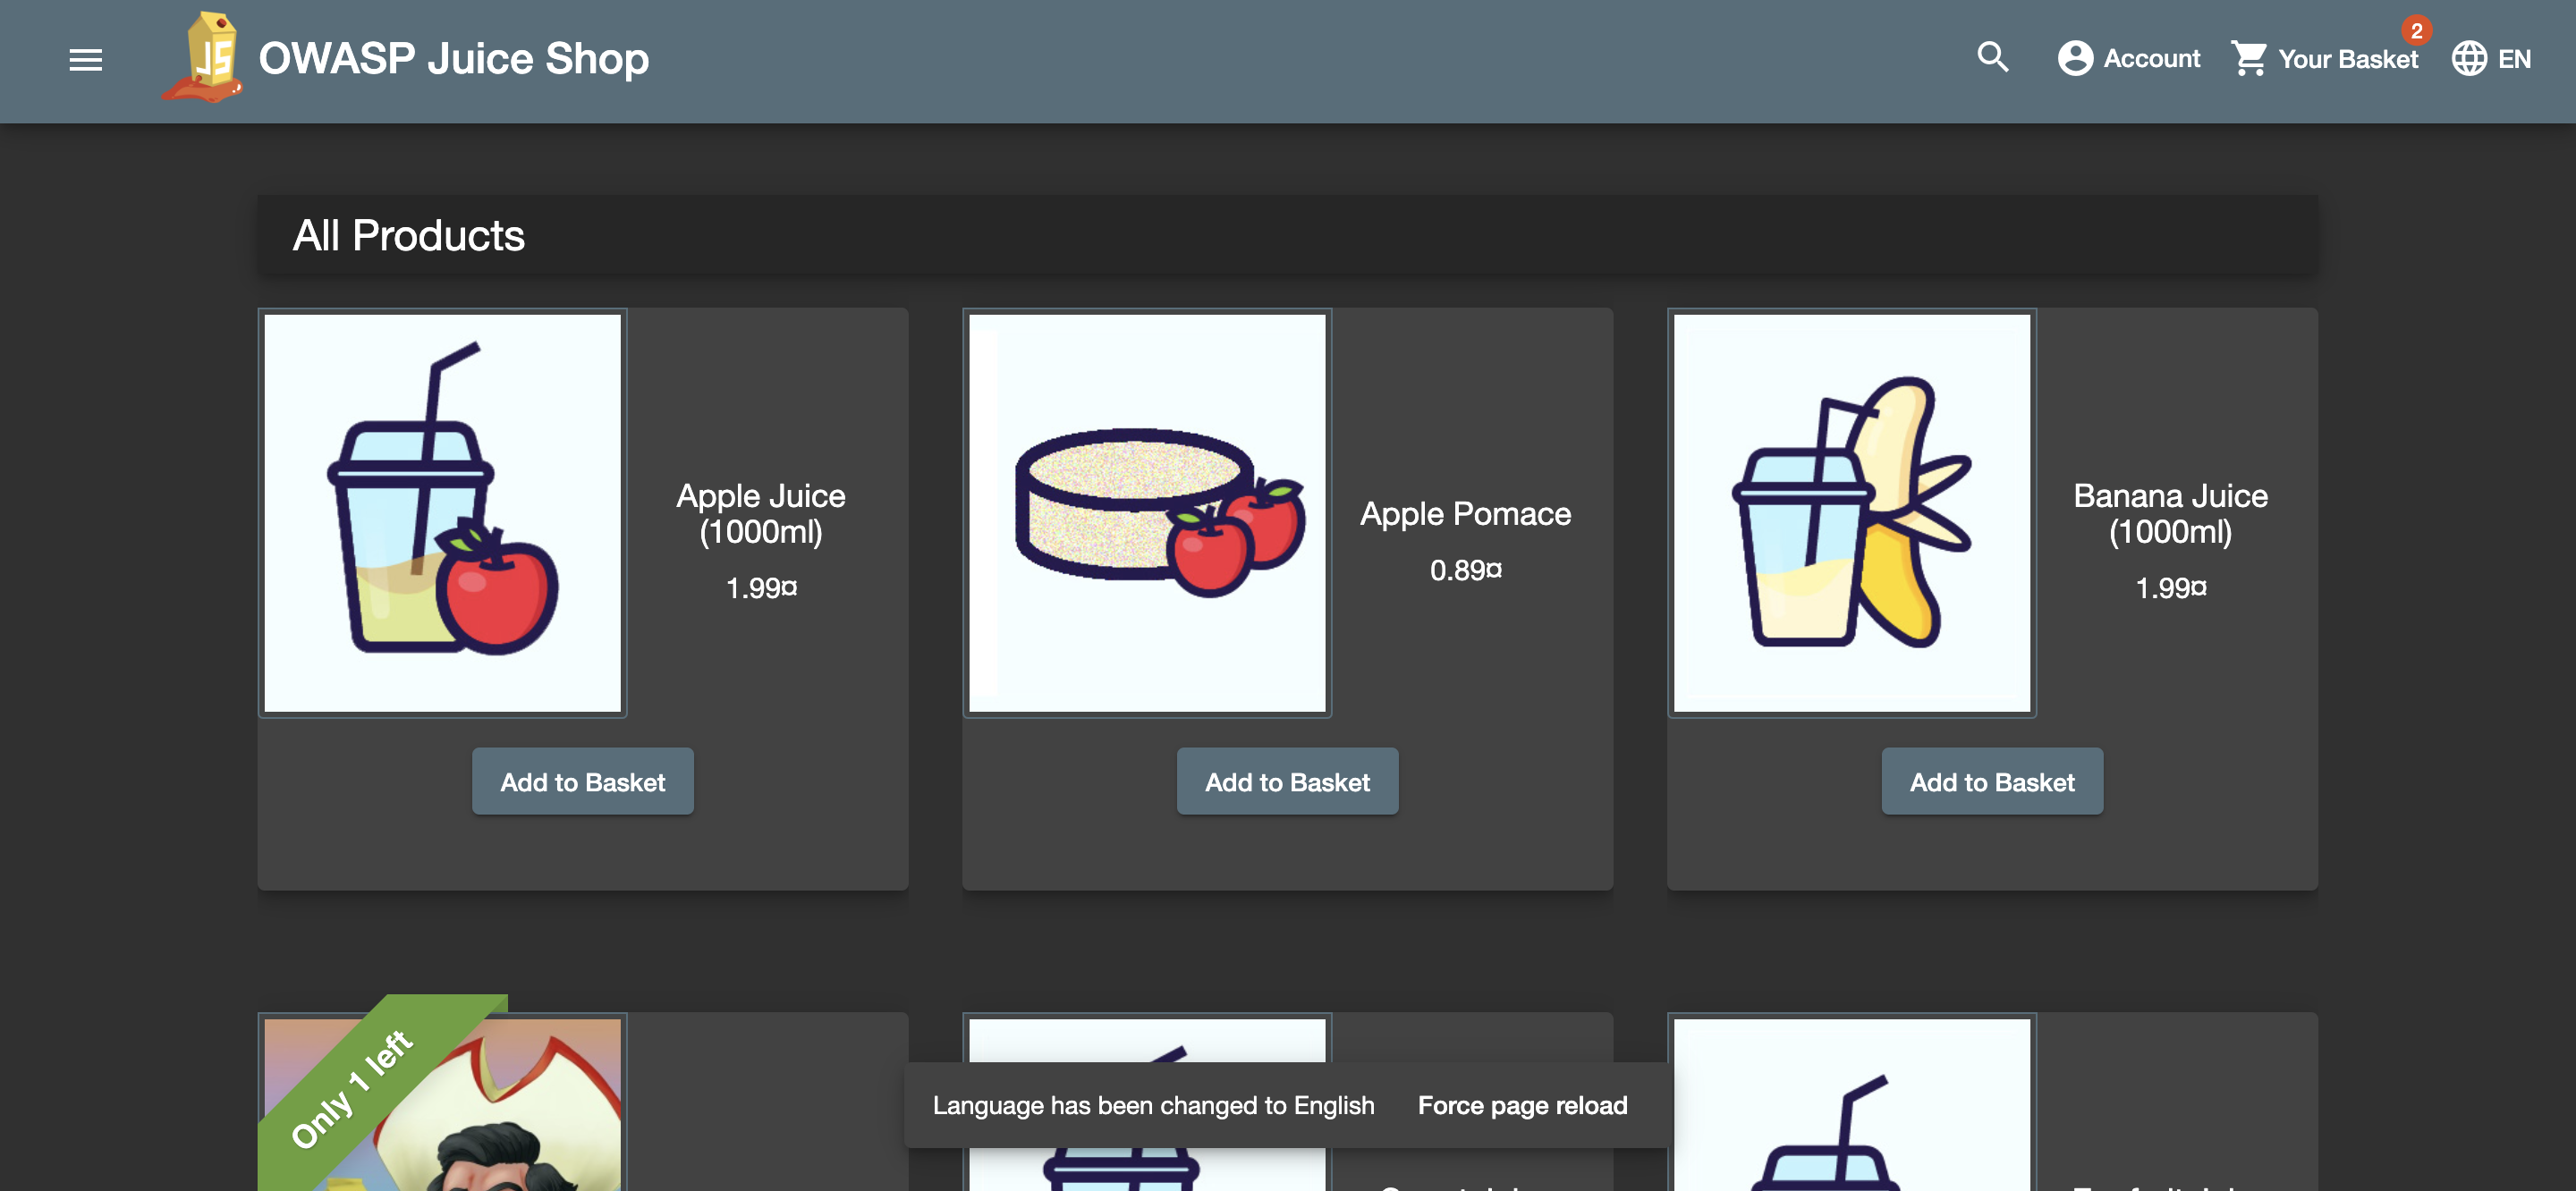 JS
OWASP Juice Shop
Account
Your Basket
2
EN
All Products
Apple Juice
(1000ml)
1.99¤
Add to Basket
Apple Pomace
0.89¤
Add to Basket
Banana Juice
(1000ml)
1.99¤
Add to Basket
Only 1 left
Language has been changed to English
Force page reload